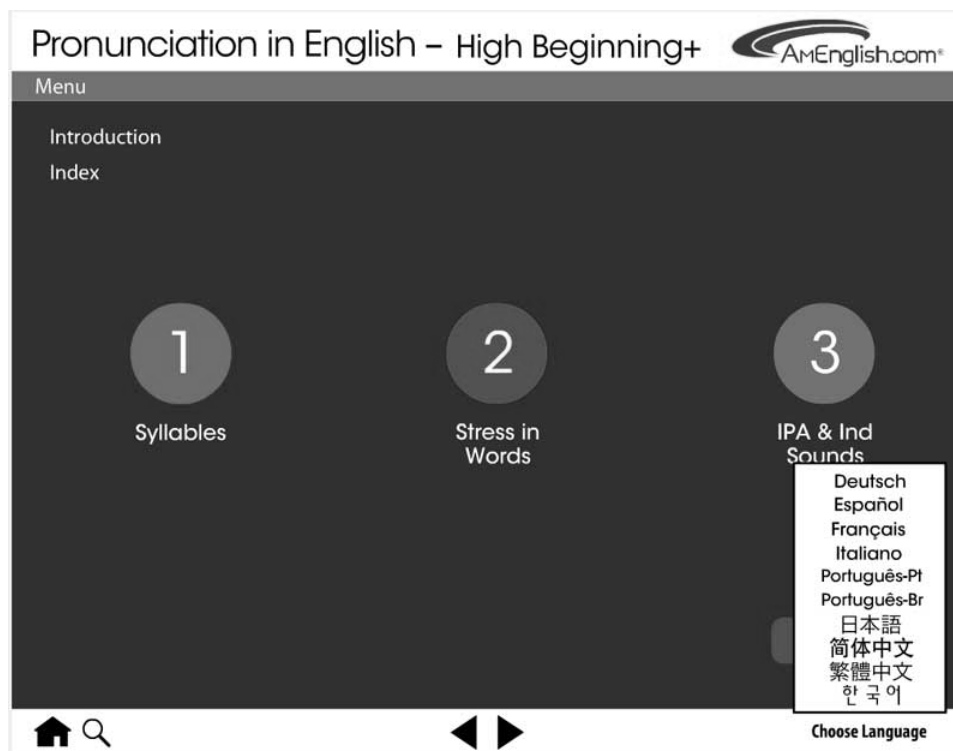 Pronunciation in English – High Beginning+
AMEnglish.com®
Menu
Introduction
Index
1
Syllables
2
Stress in
Words
3
IPA & Ind
Sounds
Deutsch
Español
Français
Italiano
Português-Pt
Português-Br
日本語
简体中文
繁體中文
한국어
Choose Language